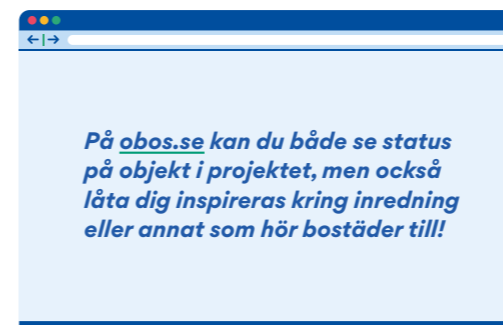 På obos.se kan du både se status
på objekt i projektet, men också
låta dig inspireras kring inredning
eller annat som hör bostäder till!